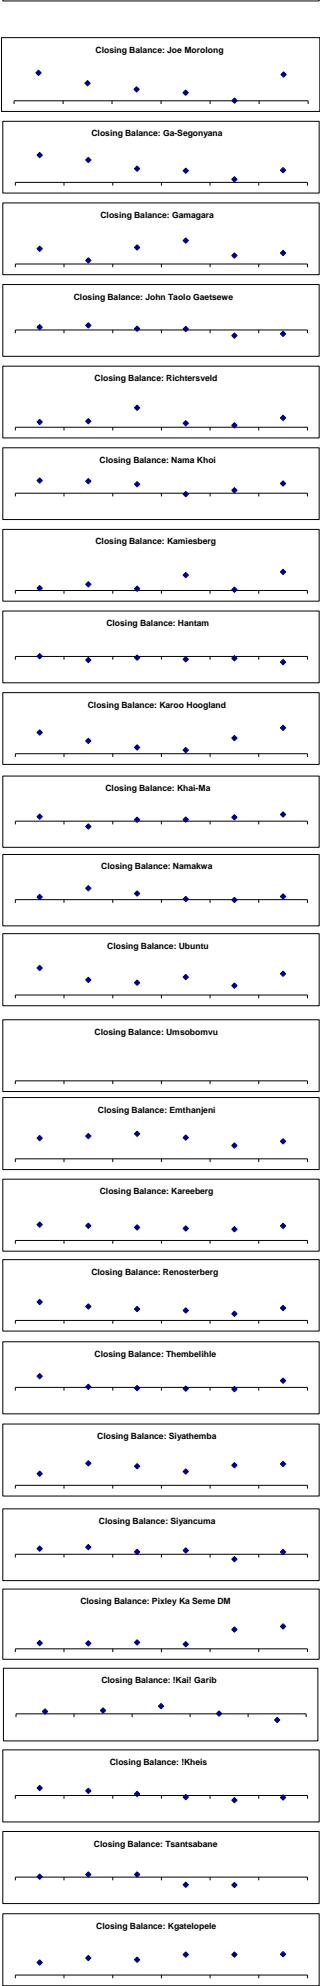 Closing Balance: Joe Morolong
Closing Balance: Ga-Segonyana
Closing Balance: Gamagara
Closing Balance: John Taolo Gaetsewe
Closing Balance: Richtersveld
Closing Balance: Nama Khoi
Closing Balance: Kamiesberg
Closing Balance: Hantam
Closing Balance: Karoo Hoogland
Closing Balance: Khai-Ma
Closing Balance: Namakwa
Closing Balance: Ubuntu
Closing Balance: Umsobomvu
Closing Balance: Emthanjeni
Closing Balance: Kareeberg
Closing Balance: Renosterberg
Closing Balance: Thembelihle
Closing Balance: Siyathemba
Closing Balance: Siyancuma
Closing Balance: Pixley Ka Seme DM
Closing Balance: !Kai! Garib
Closing Balance: !Kheis
Closing Balance: Tsantsabane
Closing Balance: Kgatelopele